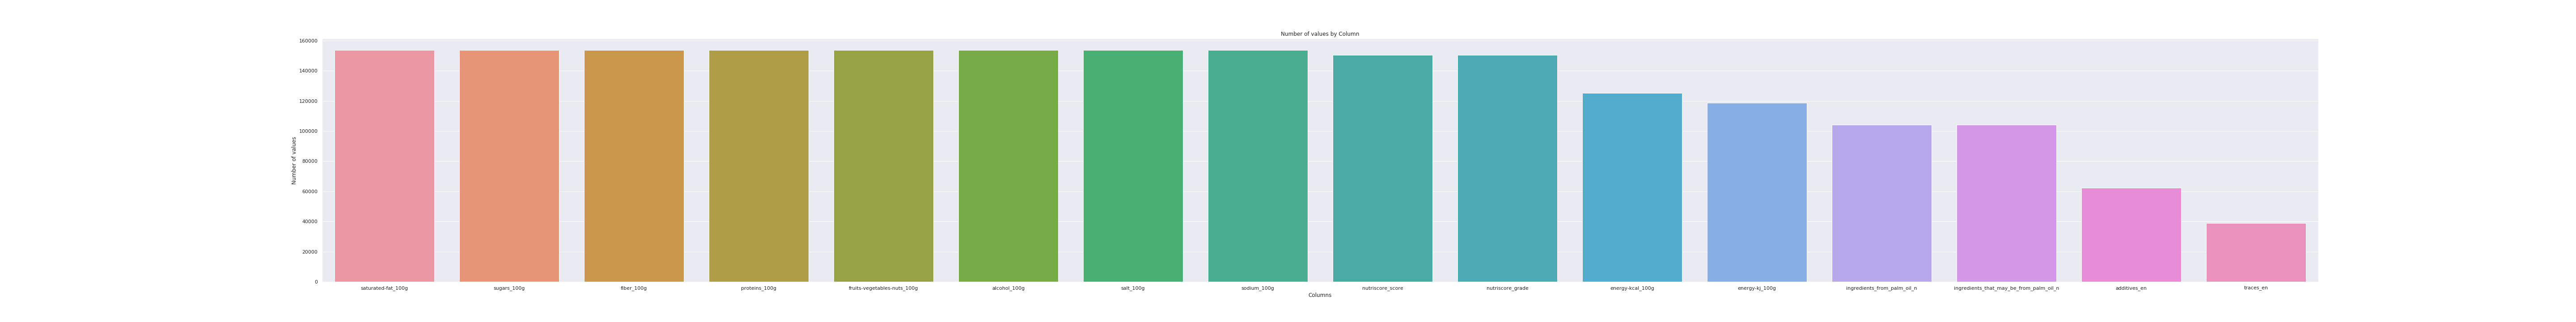 Number of values by Column
160000
140000
120000
100000
80000
60000
40000
20000
0
Number of values
saturated-fat_100g
sugars_100g
fiber_100g
proteins_100g
fruits-vegetables-nuts_100g
alcohol_100g
salt_100g
sodium_100g
nutriscore_score
nutriscore_grade
energy-kcal_100g
energy-kj_100g
ingredients_from_palm_oil_n
ingredients_that_may_be_from_palm_oil_n
additives_en
traces_en
Columns